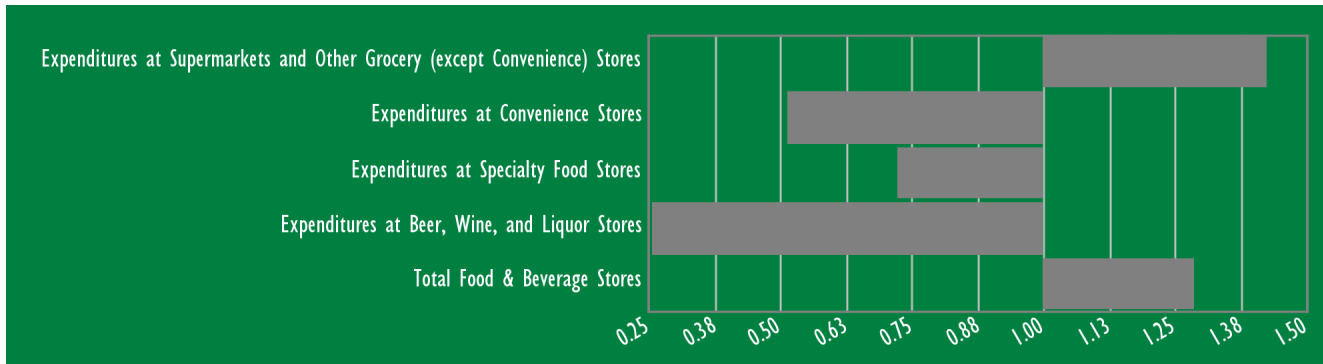 Expenditures at Supermarkets and Other Grocery (except Convenience) Stores
Expenditures at Convenience Stores
Expenditures at Specialty Food Stores
Expenditures at Beer, Wine, and Liquor Stores
Total Food & Beverage Stores
0.25 0.38 0.50 0.63 0.75 0.88 1.00 1.13 1.25 1.38 1.50